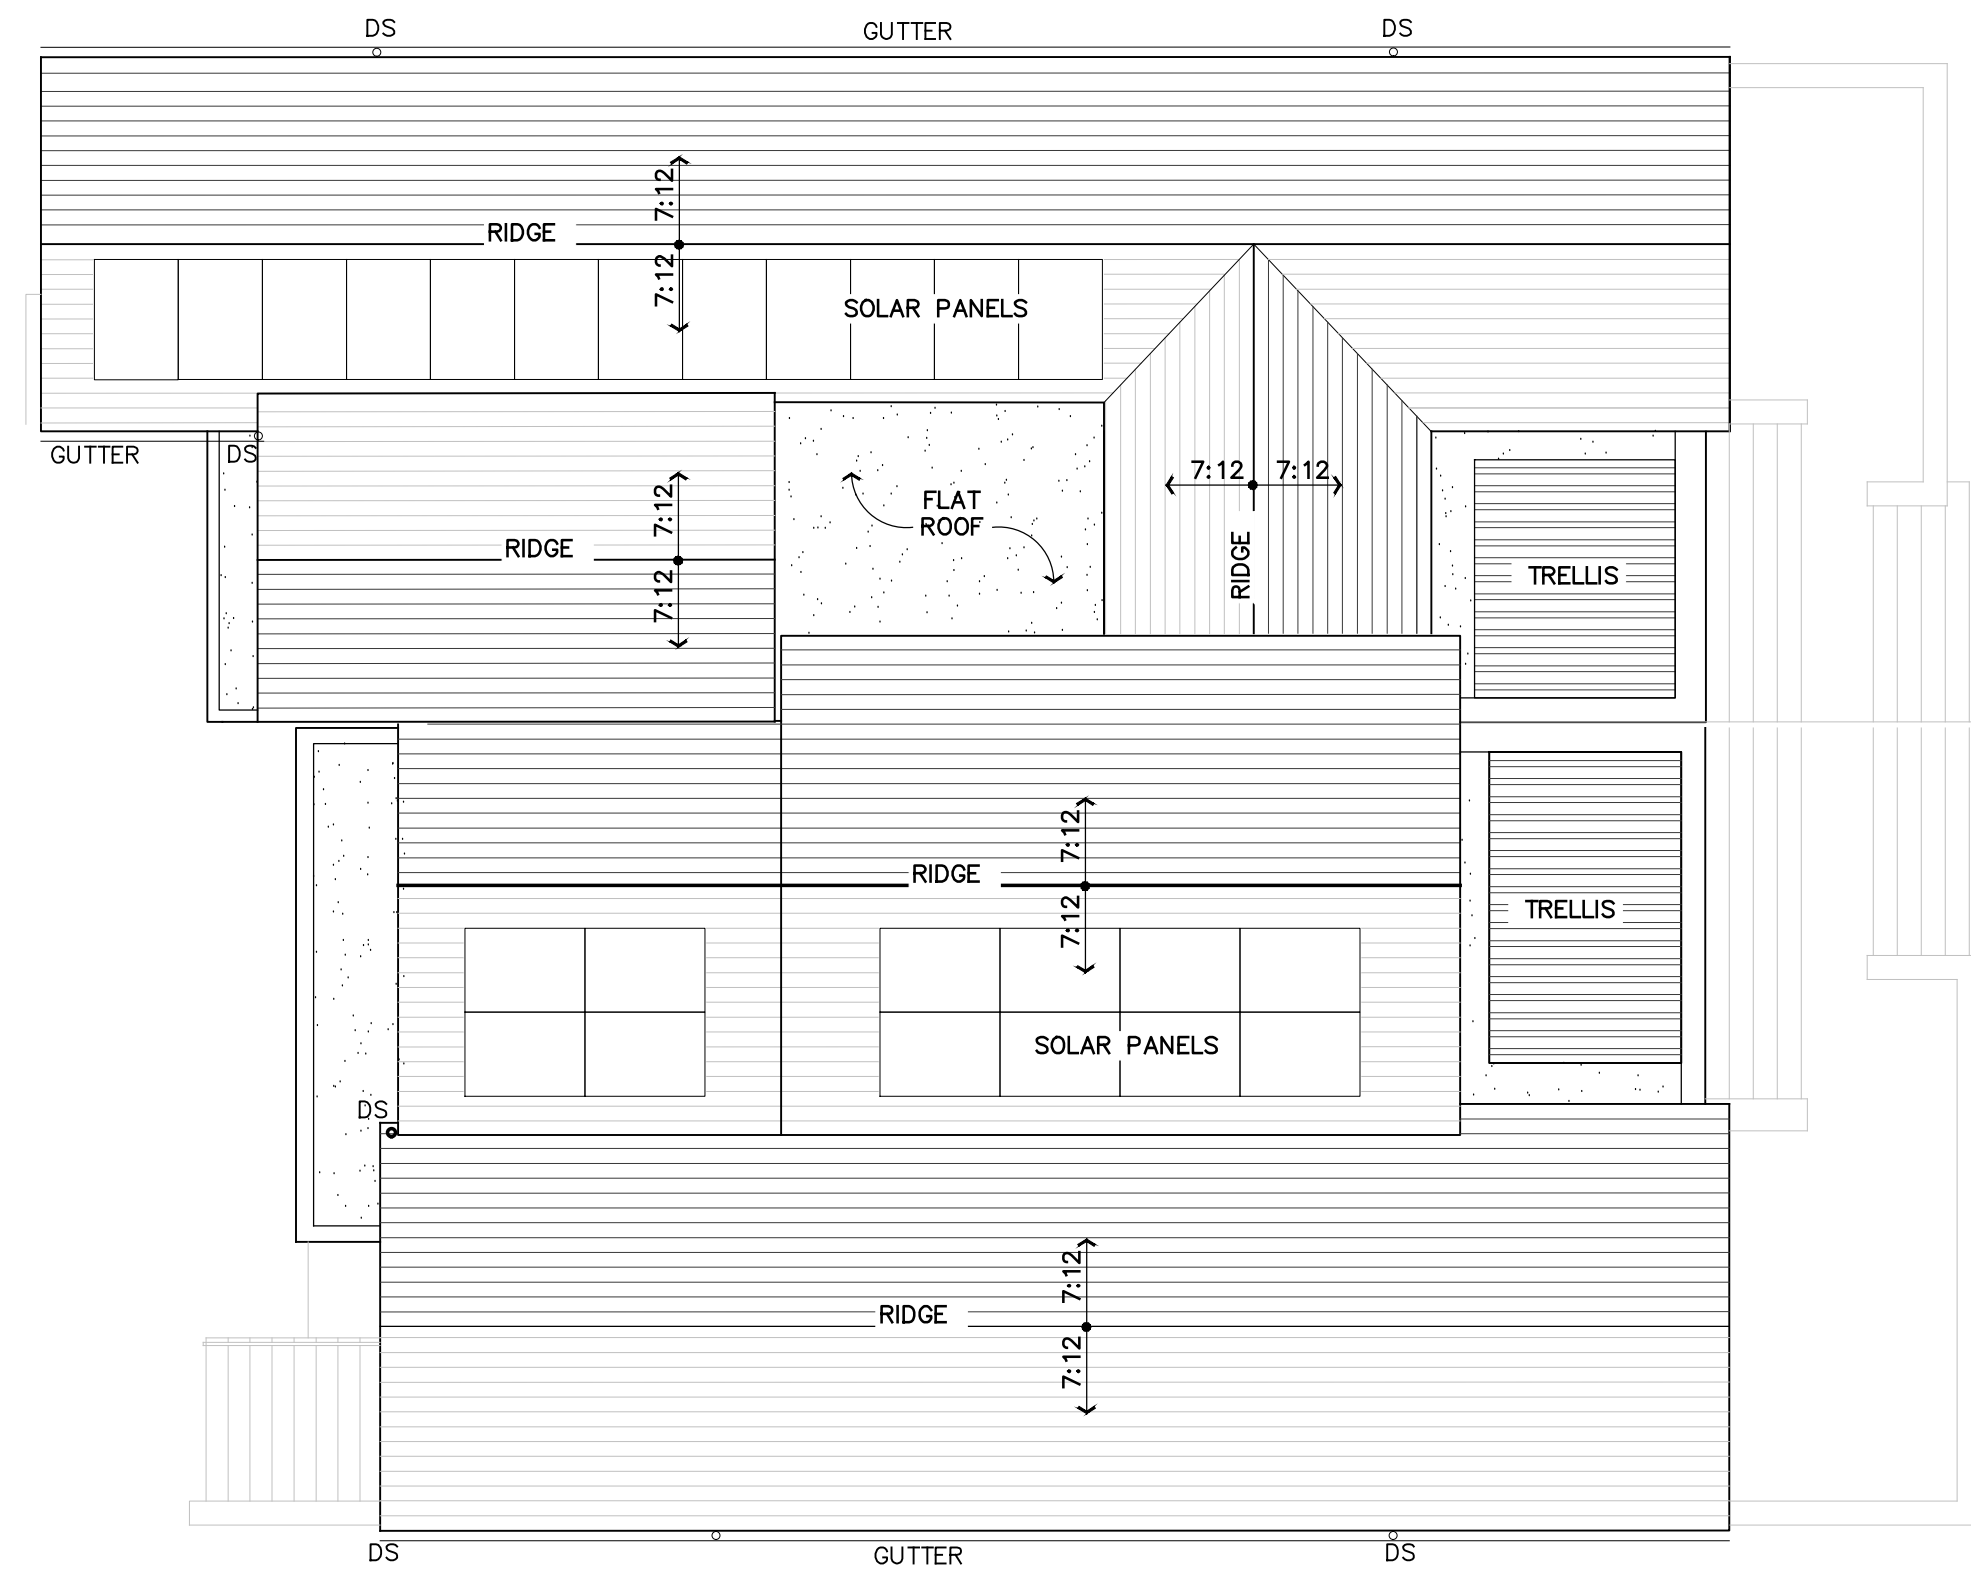 DS
GUTTER
DS
7:12
RIDGE
7:12
SOLAR PANELS
GUTTER
DS
7:12
7:12
7:12
FLAT
ROOF
RIDGE
RIDGE
TRELLIS
7:12
7:12
RIDGE
TRELLIS
7:12
SOLAR PANELS
DS
7:12
RIDGE
7:12
DS
GUTTER
DS